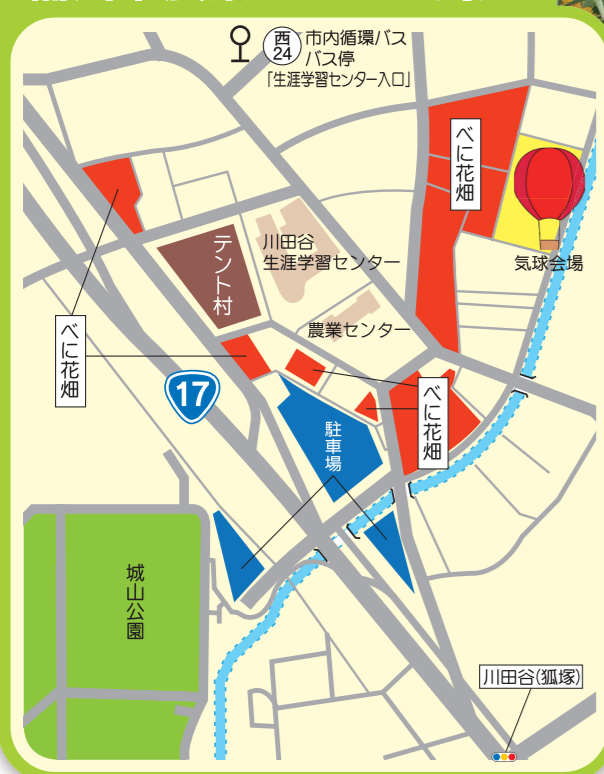 西
24
市内循環バス
バス停
「生涯学習センター入口」
べに花畑
気球会場
テント村
川田谷
生涯学習センター
農業センター
べに花畑
17
べに花畑
駐車場
城山公園
川田谷(狐塚)